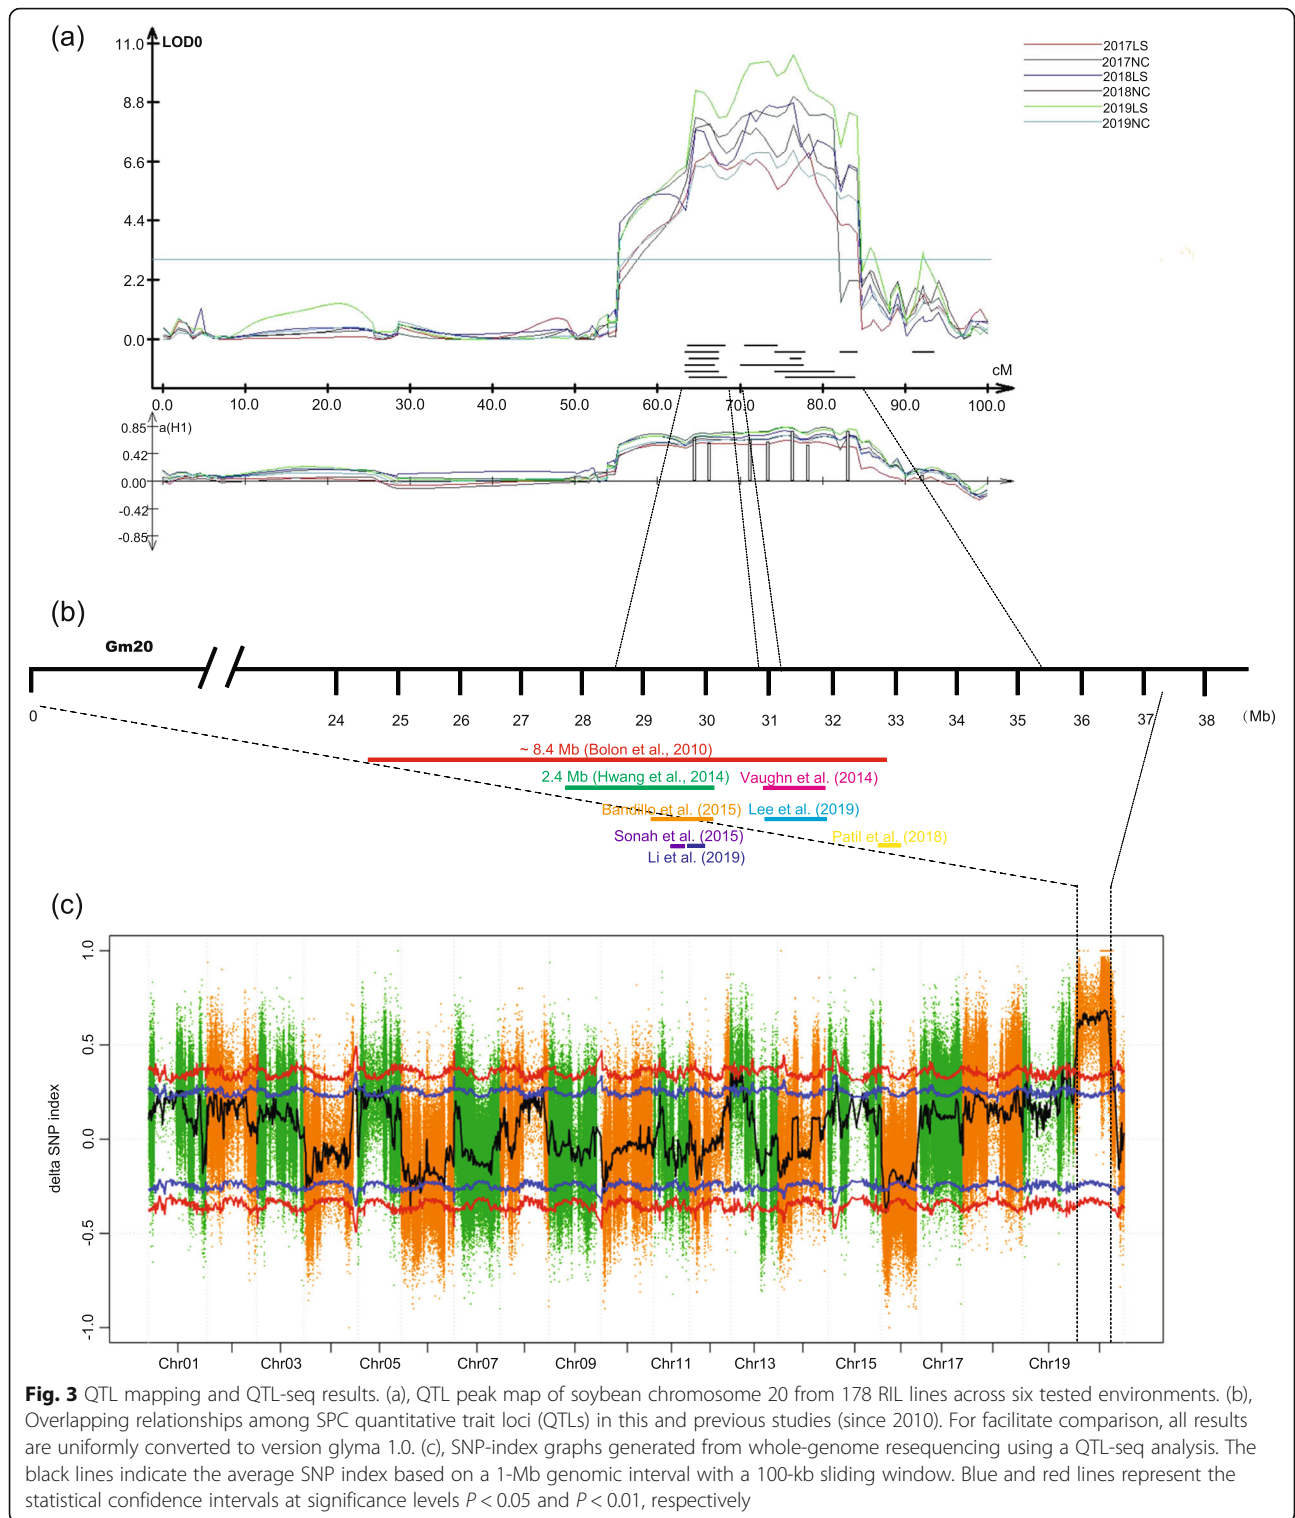 (a)
LOD0
11.0
8.8
6.6
4.4
2.2
0.0
2017LS
2017NC
2018LS
2018NC
2019LS
2019NC
cM
0.0 10.0 20.0 30.0 40.0 50.0 60.0 70.0 80.0 90.0 100.0
a(H1)
0.85
0.42
0.00
-0.42
-0.85
(b)
Gm20
0 24 25 26 27 28 29 30 31 32 33 34 35 36 37 38 (Mb)
~ 8.4 Mb (Bolon et al., 2010)
2.4 Mb (Hwang et al., 2014) Vaughn et al. (2014)
Bandillo et al. (2015) Lee et al. (2019)
Sonah et al. (2015) Patil et al. (2018)
Li et al. (2019)
(c)
delta SNP index
1.0
0.5
0.0
-0.5
-1.0
Chr01 Chr03 Chr05 Chr07 Chr09 Chr11 Chr13 Chr15 Chr17 Chr19
Fig. 3 QTL mapping and QTL-seq results. (a), QTL peak map of soybean chromosome 20 from 178 RIL lines across six tested environments. (b),
Overlapping relationships among SPC quantitative trait loci (QTLs) in this and previous studies (since 2010). For facilitate comparison, all results
are uniformly converted to version glyma 1.0. (c), SNP-index graphs generated from whole-genome resequencing using a QTL-seq analysis. The
black lines indicate the average SNP index based on a 1-Mb genomic interval with a 100-kb sliding window. Blue and red lines represent the
statistical confidence intervals at significance levels P < 0.05 and P < 0.01, respectively